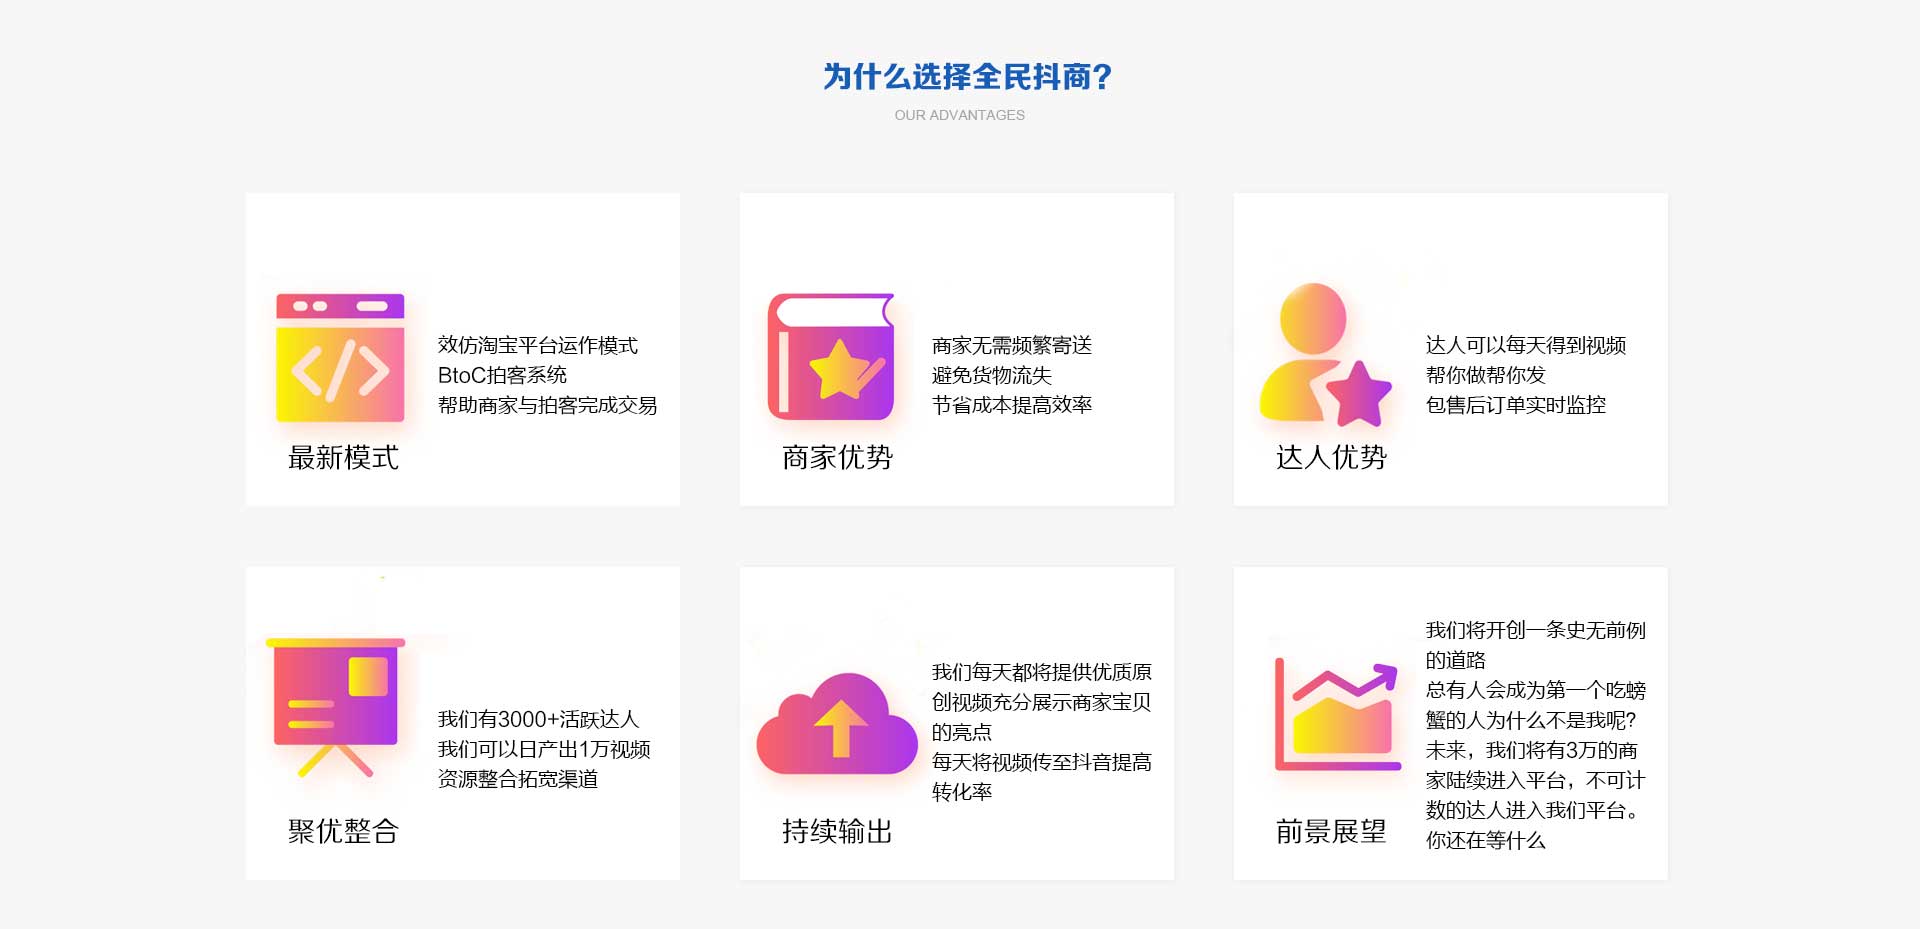 为什么选择全民抖商?
OUR ADVANTAGES
效仿淘宝平台运作模式
BtoC拍客系统
帮助商家与拍客完成交易
最新模式
商家无需频繁寄送
避免货物流失
节省成本提高效率
商家优势
达人可以每天得到视频
帮你做帮你发
包售后订单实时监控
达人优势
我们有3000+活跃达人
我们可以日产出1万视频
资源整合拓宽渠道
聚优整合
我们每天都将提供优质原
创视频充分展示商家宝贝
的亮点
每天将视频传至抖音提高
转化率
持续输出
我们将开创一条史无前例
的道路
总有人会成为第一个吃螃
蟹的人为什么不是我呢?
未来，我们将有3万的商
家陆续进入平台，不可计
数的达人进入我们平台。
你还在等什么
前景展望